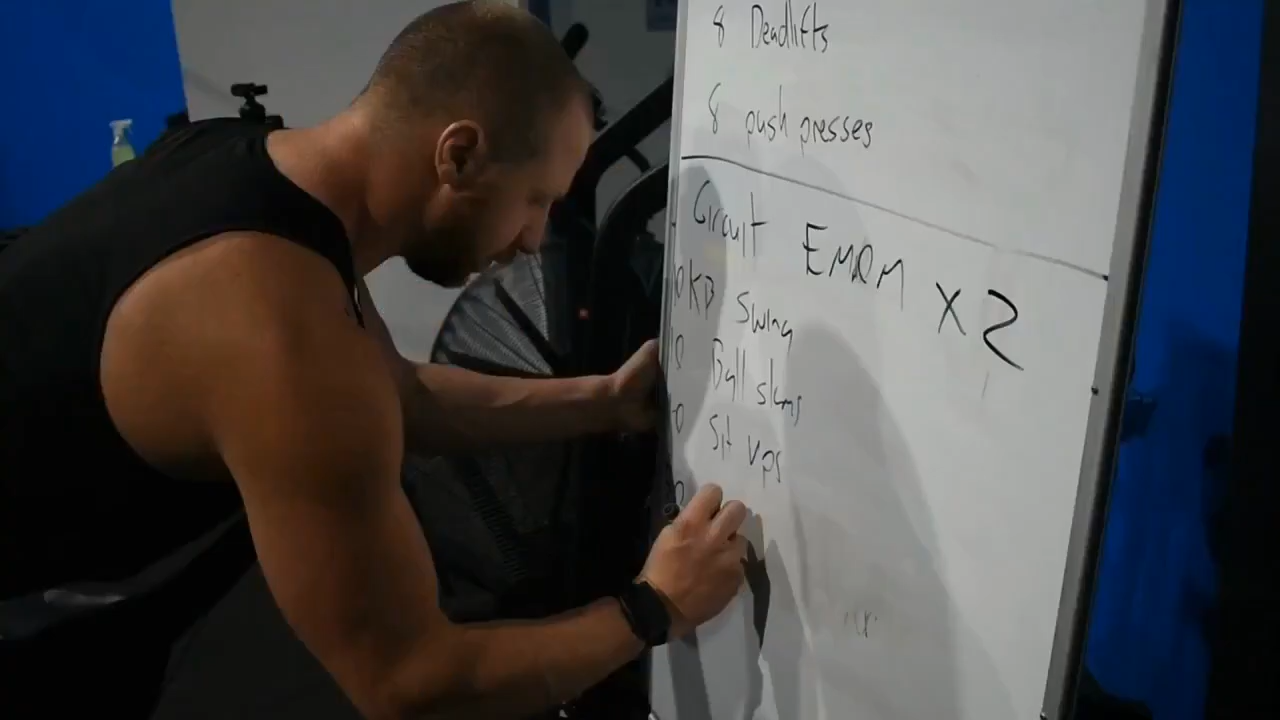 8 Deadlifts
8 push presses
Circuit EMOM X2
KB Swing
Ball slams
Sit ups